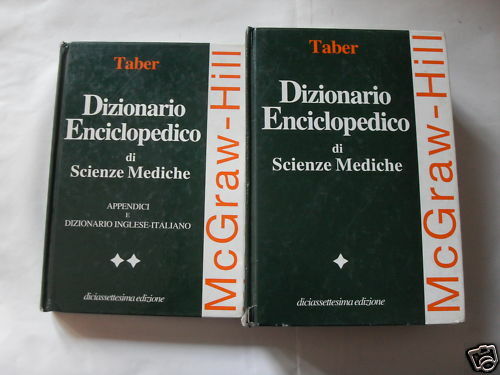 Taber
Dizionario
Enciclopedico
di
Scienze Mediche
APPENDICI
E
DIZIONARIO INGLESE-ITALIANO
diciassettesima edizione
McGraw-Hill
Taber
Dizionario
Enciclopedico
di
Scienze Mediche
diciassettesima edizione
McGraw-Hill